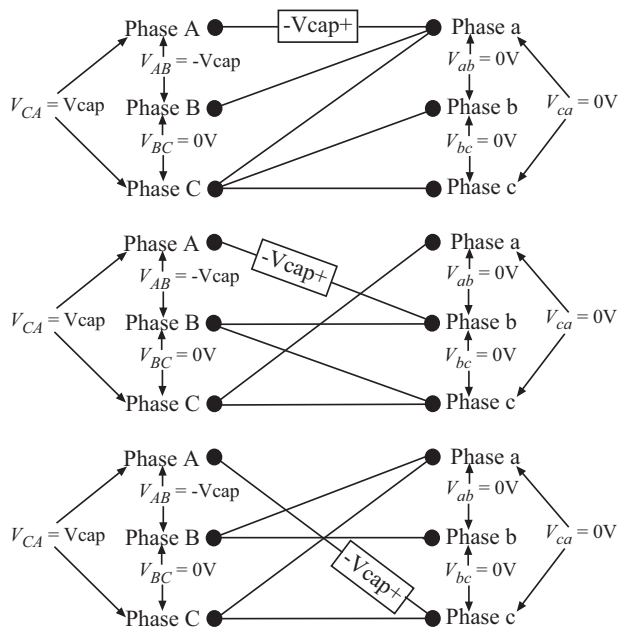 Phase A -Vcap+ Phase a
V_AB = -Vcap V_ab = 0V
V_CA = Vcap Phase B Phase b V_ca = 0V
V_BC = 0V V_bc = 0V
Phase C Phase c
Phase A Phase a
V_AB = -Vcap -Vcap+ V_ab = 0V
V_CA = Vcap Phase B Phase b V_ca = 0V
V_BC = 0V V_bc = 0V
Phase C Phase c
Phase A Phase a
V_AB = -Vcap V_ab = 0V
V_CA = Vcap Phase B Phase b V_ca = 0V
V_BC = 0V -Vcap+ V_bc = 0V
Phase C Phase c